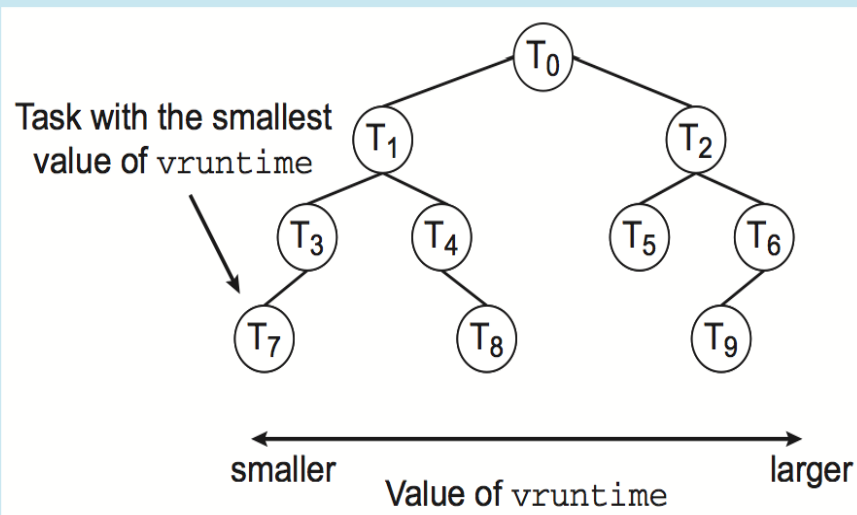 T0
Task with the smallest
value of vruntime
T1
T2
T3
T4
T5
T6
T7
T8
T9
smaller
larger
Value of vruntime